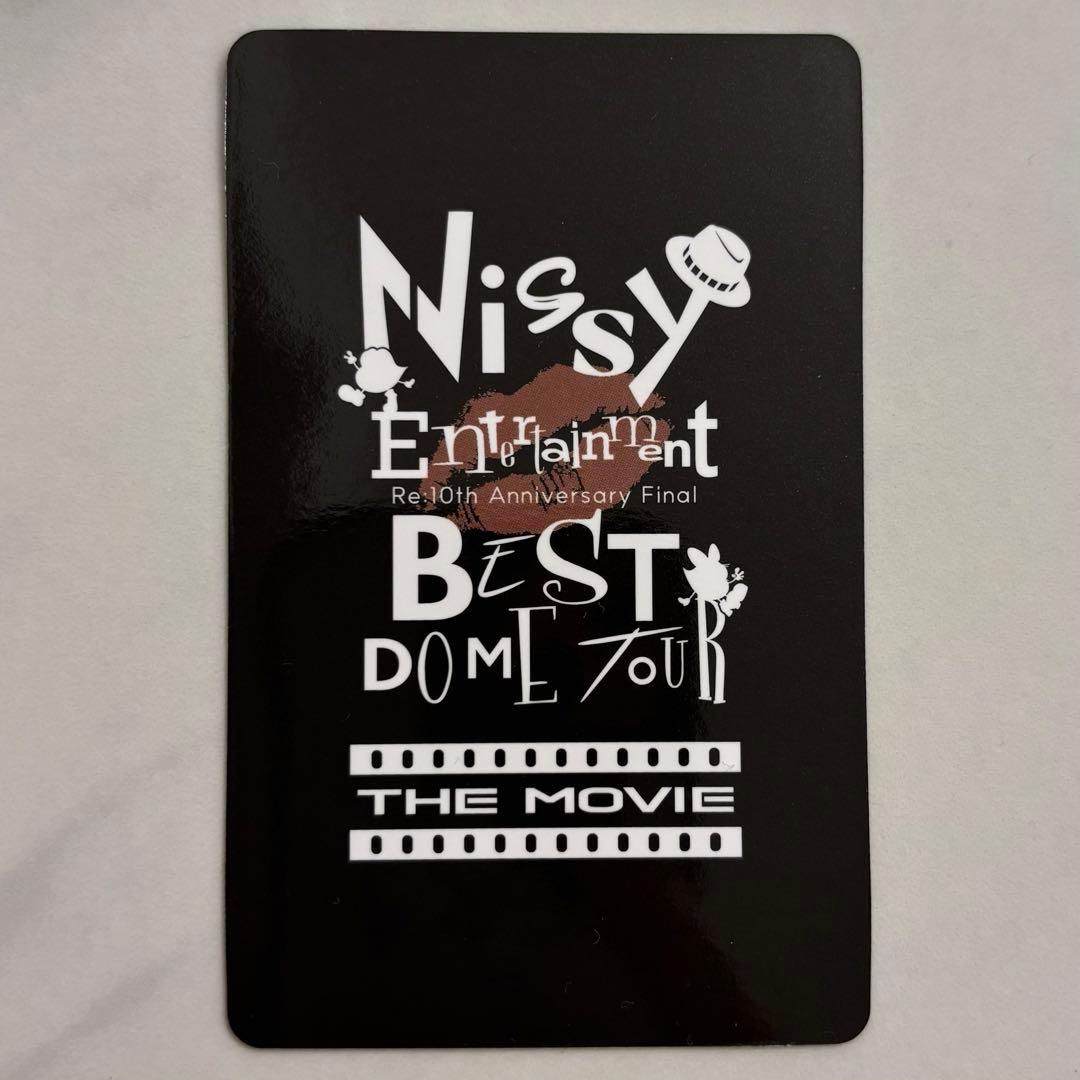 Nissy
Entertainment
Re:10th Anniversary Final
BEST
DOME TOUR
THE MOVIE